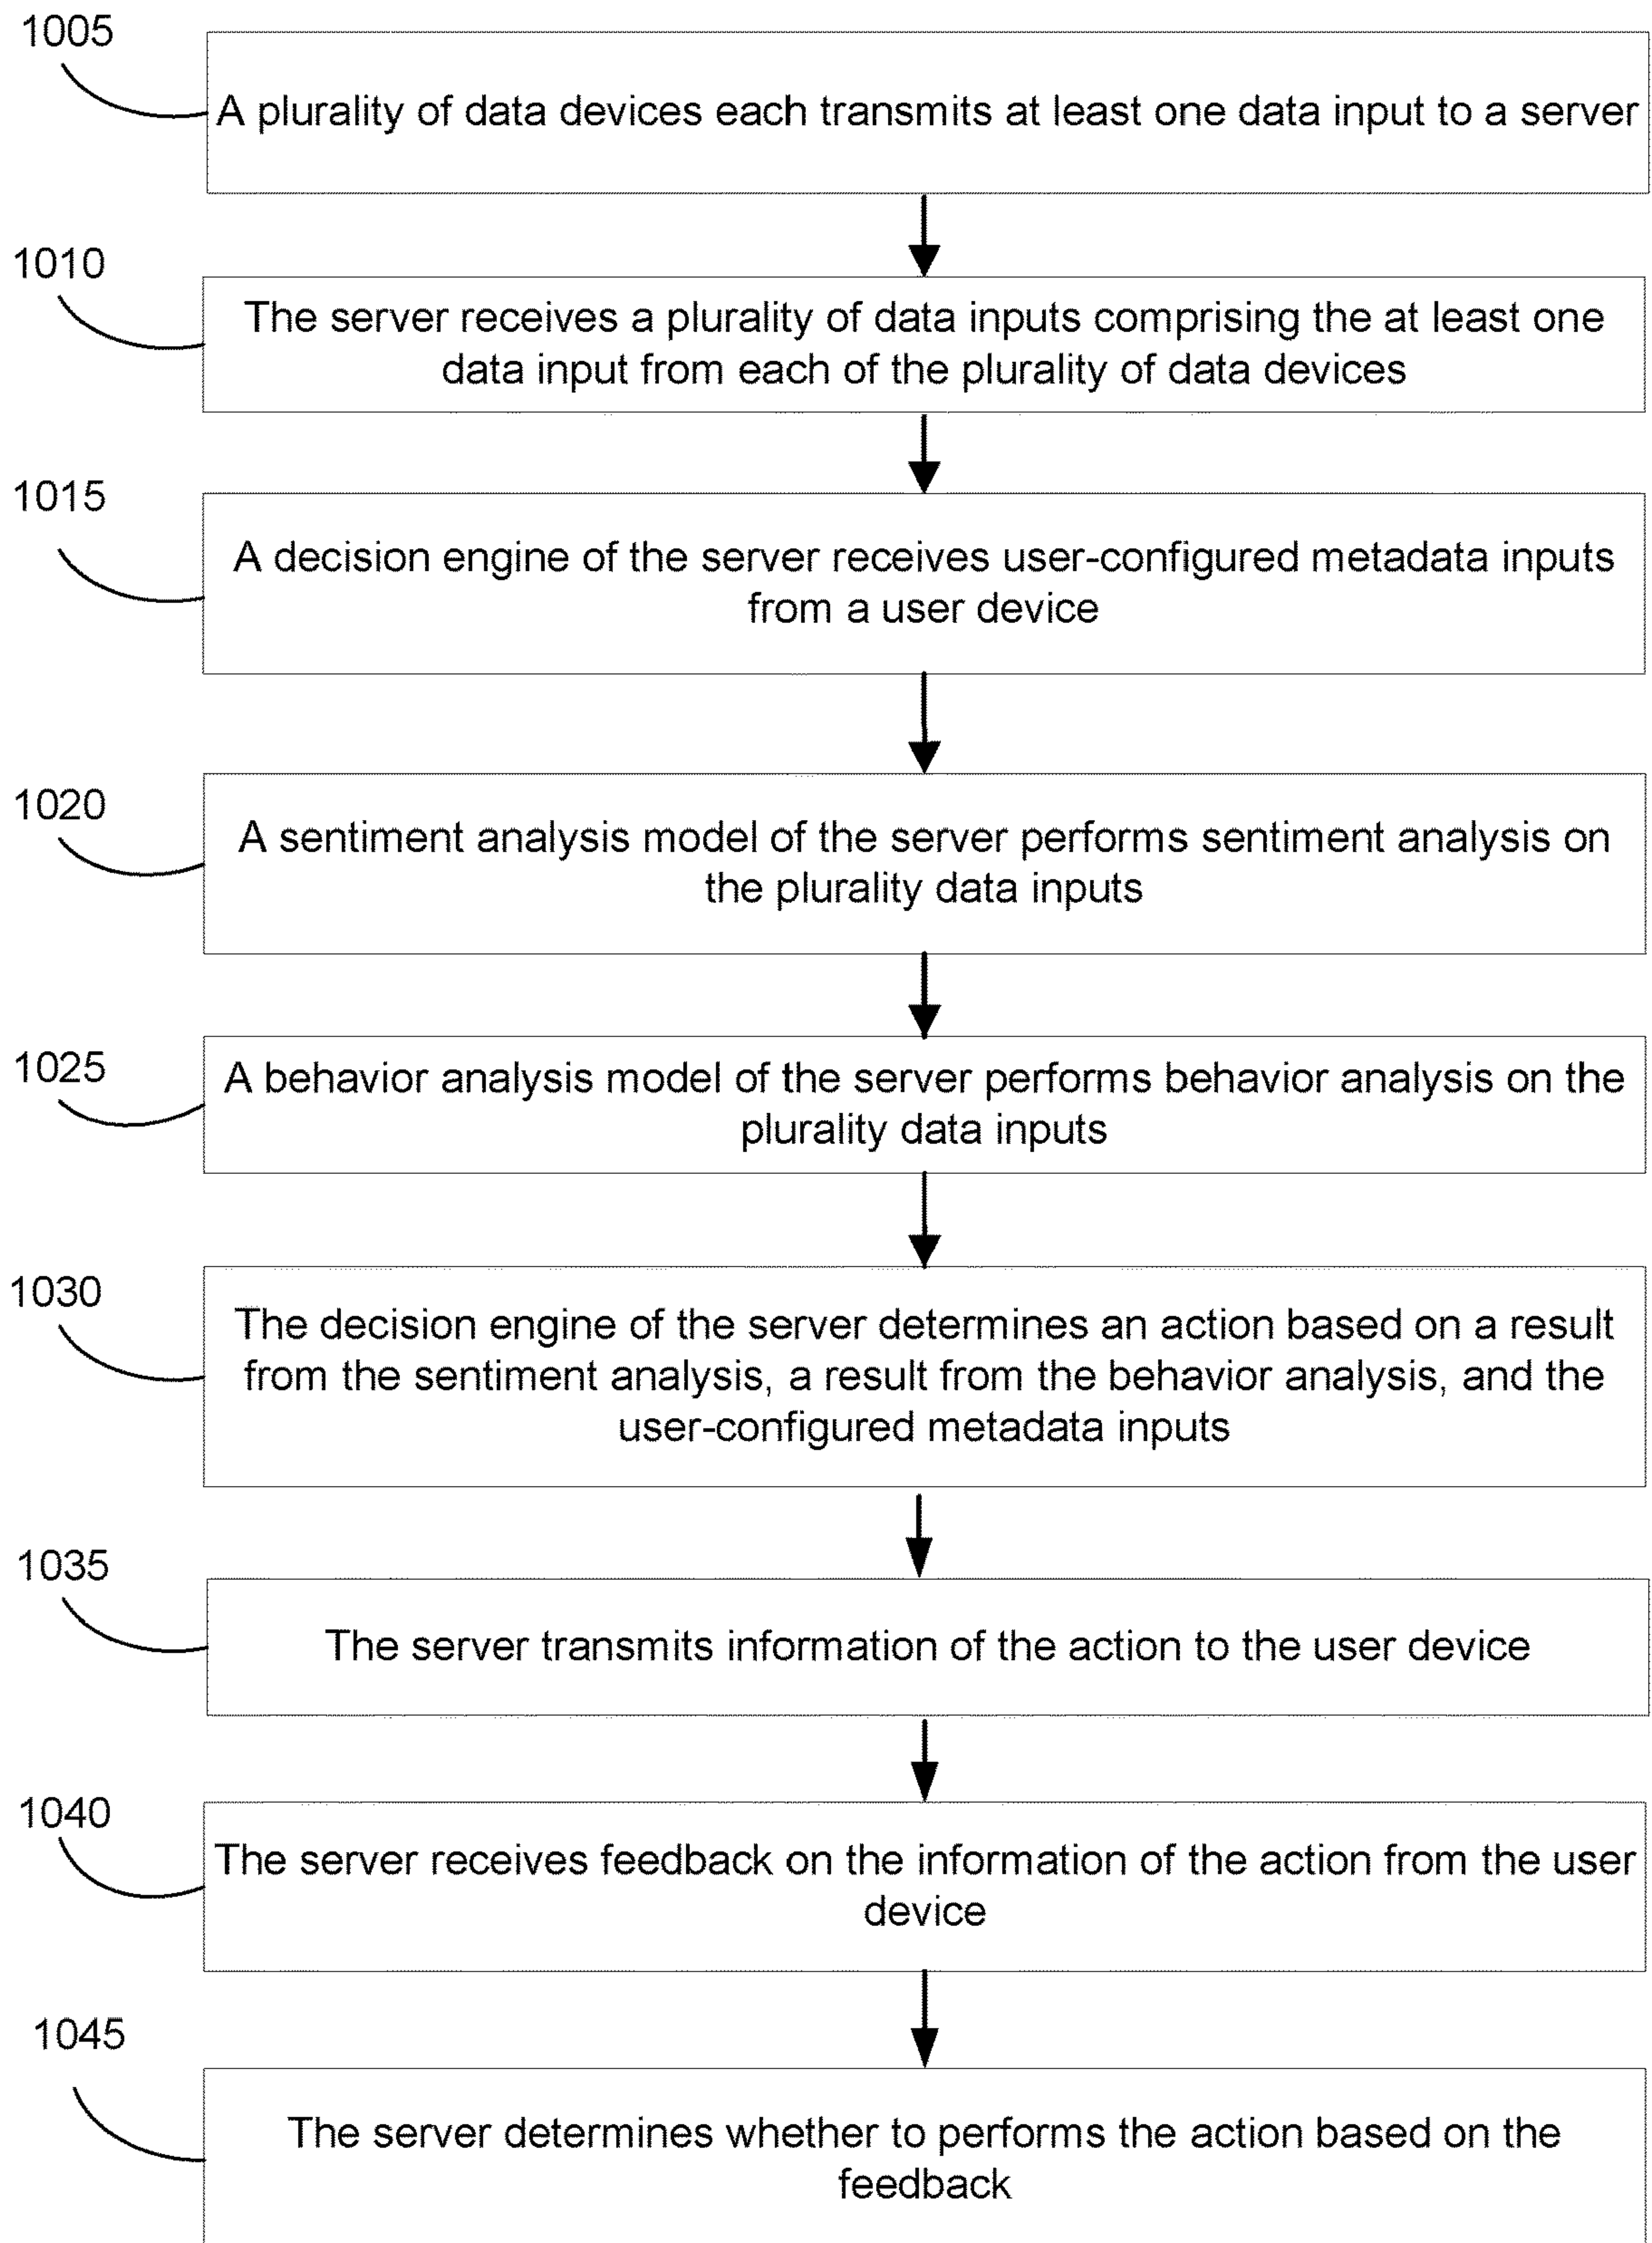 1005
A plurality of data devices each transmits at least one data input to a server
1010
The server receives a plurality of data inputs comprising the at least one
data input from each of the plurality of data devices
1015
A decision engine of the server receives user-configured metadata inputs
from a user device
1020
A sentiment analysis model of the server performs sentiment analysis on
the plurality data inputs
1025
A behavior analysis model of the server performs behavior analysis on the
plurality data inputs
1030
The decision engine of the server determines an action based on a result
from the sentiment analysis, a result from the behavior analysis, and the
user-configured metadata inputs
1035
The server transmits information of the action to the user device
1040
The server receives feedback on the information of the action from the user
device
1045
The server determines whether to performs the action based on the
feedback